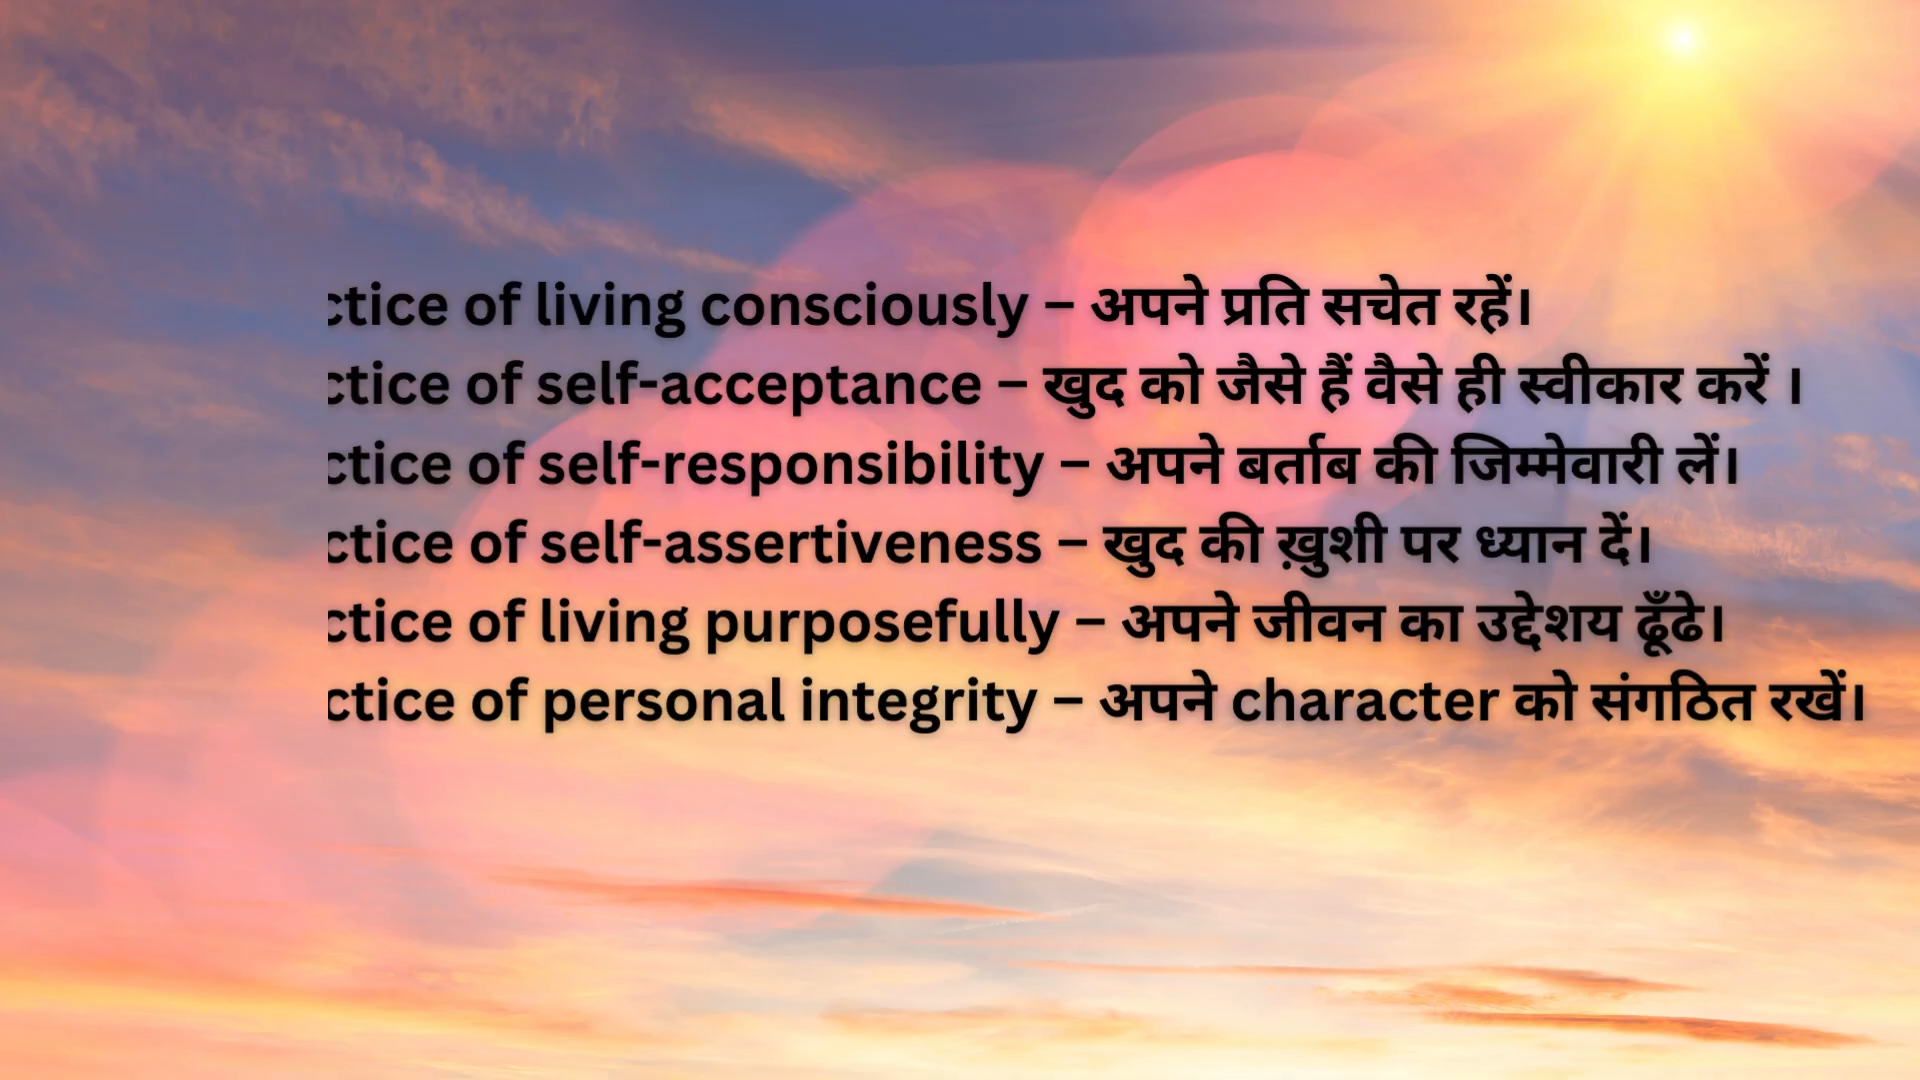 ctice of living consciously – अपने प्रति सचेत रहें।
ctice of self-acceptance – खुद को जैसे हैं वैसे ही स्वीकार करें ।
ctice of self-responsibility – अपने बर्ताब की जिम्मेवारी लें।
ctice of self-assertiveness – खुद की ख़ुशी पर ध्यान दें।
ctice of living purposefully – अपने जीवन का उद्देशय ढूँढे।
ctice of personal integrity – अपने character को संगठित रखें।